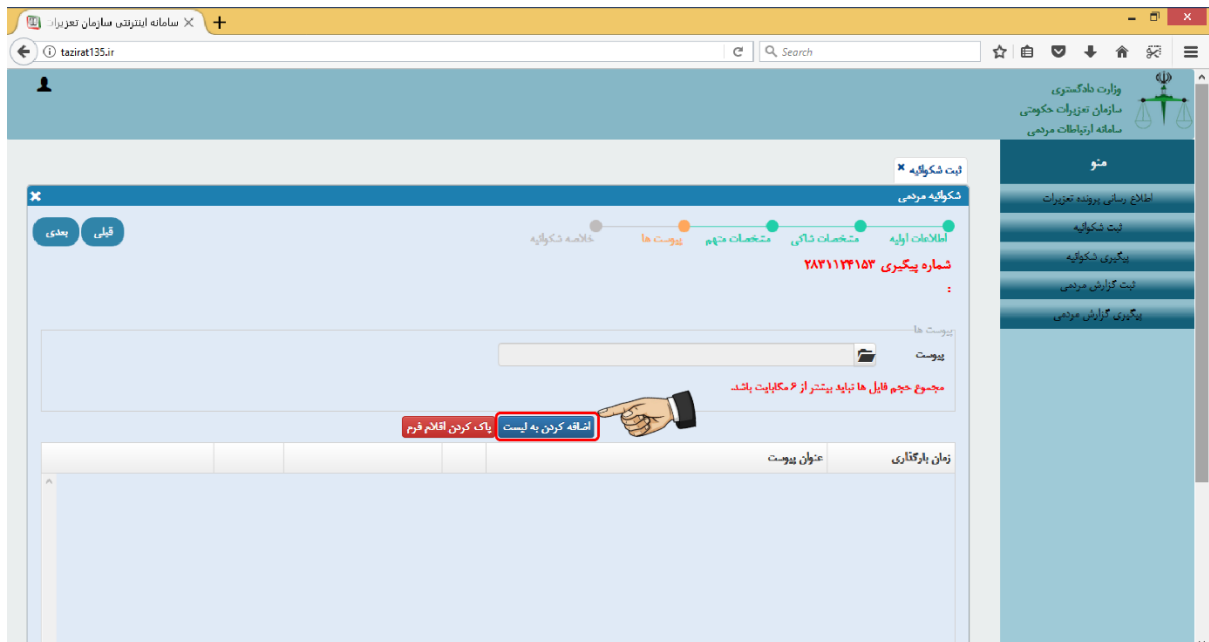 سامانه اینترنتی سازمان تعزیرات
tazirat135.ir
Search
وزارت دادگستری
سازمان تعزیرات حکومتی
سامانه ارتباطات مردمی
منو
اطلاع رسانی پرونده تعزیرات
ثبت شکوائیه
پیگیری شکوائیه
ثبت گزارش مردمی
پیگیری گزارش مردمی
ثبت شکوائیه
شکوائیه مردمی
اطلاعات اولیه مشخصات شاکی مشخصات متهم پیوست ها خلاصه شکوائیه
قبلی بعدی
شماره پیگیری ۲۸۳۱۱۲۴۱۵۳
:
پیوست ها
پیوست
مجموع حجم فایل ها نباید بیشتر از ۶ مگابایت باشد.
اضافه کردن به لیست پاک کردن اقلام فرم
زمان بارگذاری عنوان پیوست